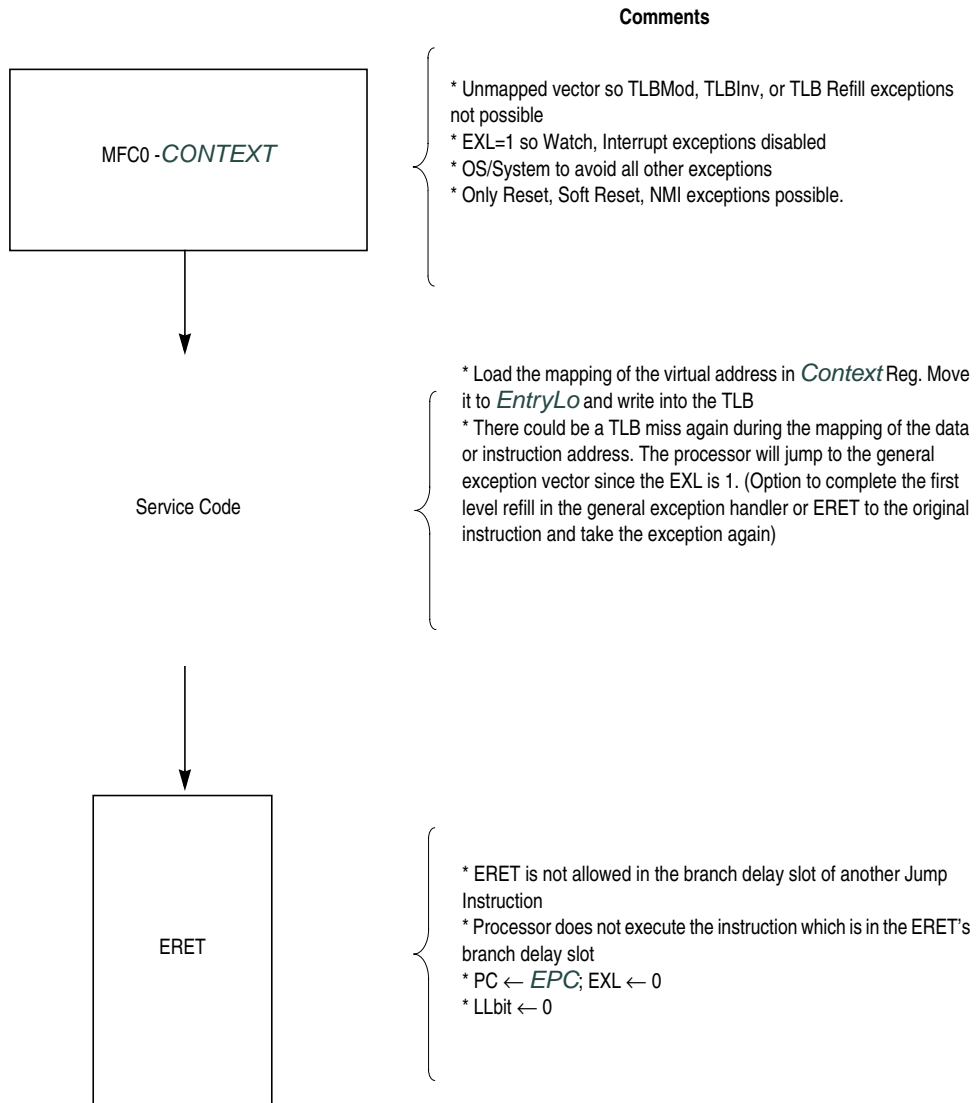 Comments
MFC0 -CONTEXT
* Unmapped vector so TLBMod, TLBInv, or TLB Refill exceptions
not possible
* EXL=1 so Watch, Interrupt exceptions disabled
* OS/System to avoid all other exceptions
* Only Reset, Soft Reset, NMI exceptions possible.
Service Code
* Load the mapping of the virtual address in Context Reg. Move
it to EntryLo and write into the TLB
* There could be a TLB miss again during the mapping of the data
or instruction address. The processor will jump to the general
exception vector since the EXL is 1. (Option to complete the first
level refill in the general exception handler or ERET to the original
instruction and take the exception again)
ERET
* ERET is not allowed in the branch delay slot of another Jump
Instruction
* Processor does not execute the instruction which is in the ERET's
branch delay slot
* PC ← EPC; EXL ← 0
* LLbit ← 0